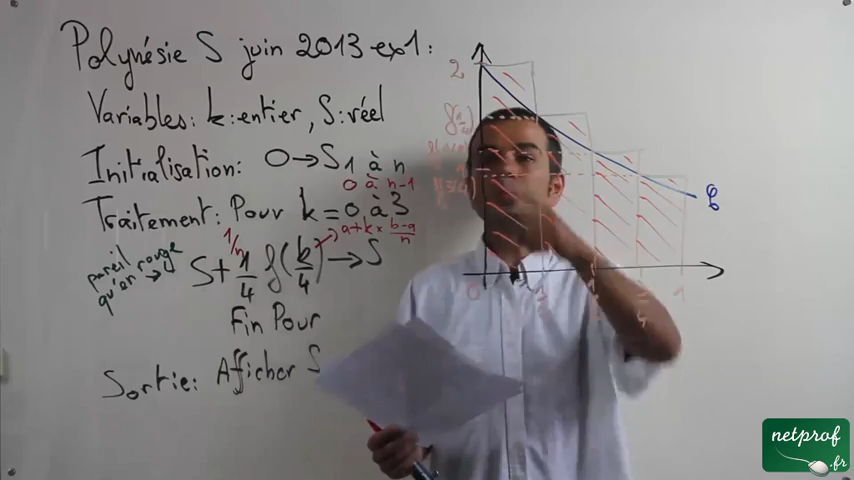 Polynésie S juin 2013 ex1:
Variables: k:entier, S:réel
Initialisation: 0→S
1 à n
0 à n-1
Traitement: Pour k = 0 à 3
a+k× b-a/n
1/n
pareil qu'en rouge → S + 1/4 f(k/4) → S
Fin Pour
Sortie: Afficher S
2
0
1
netprof
.fr